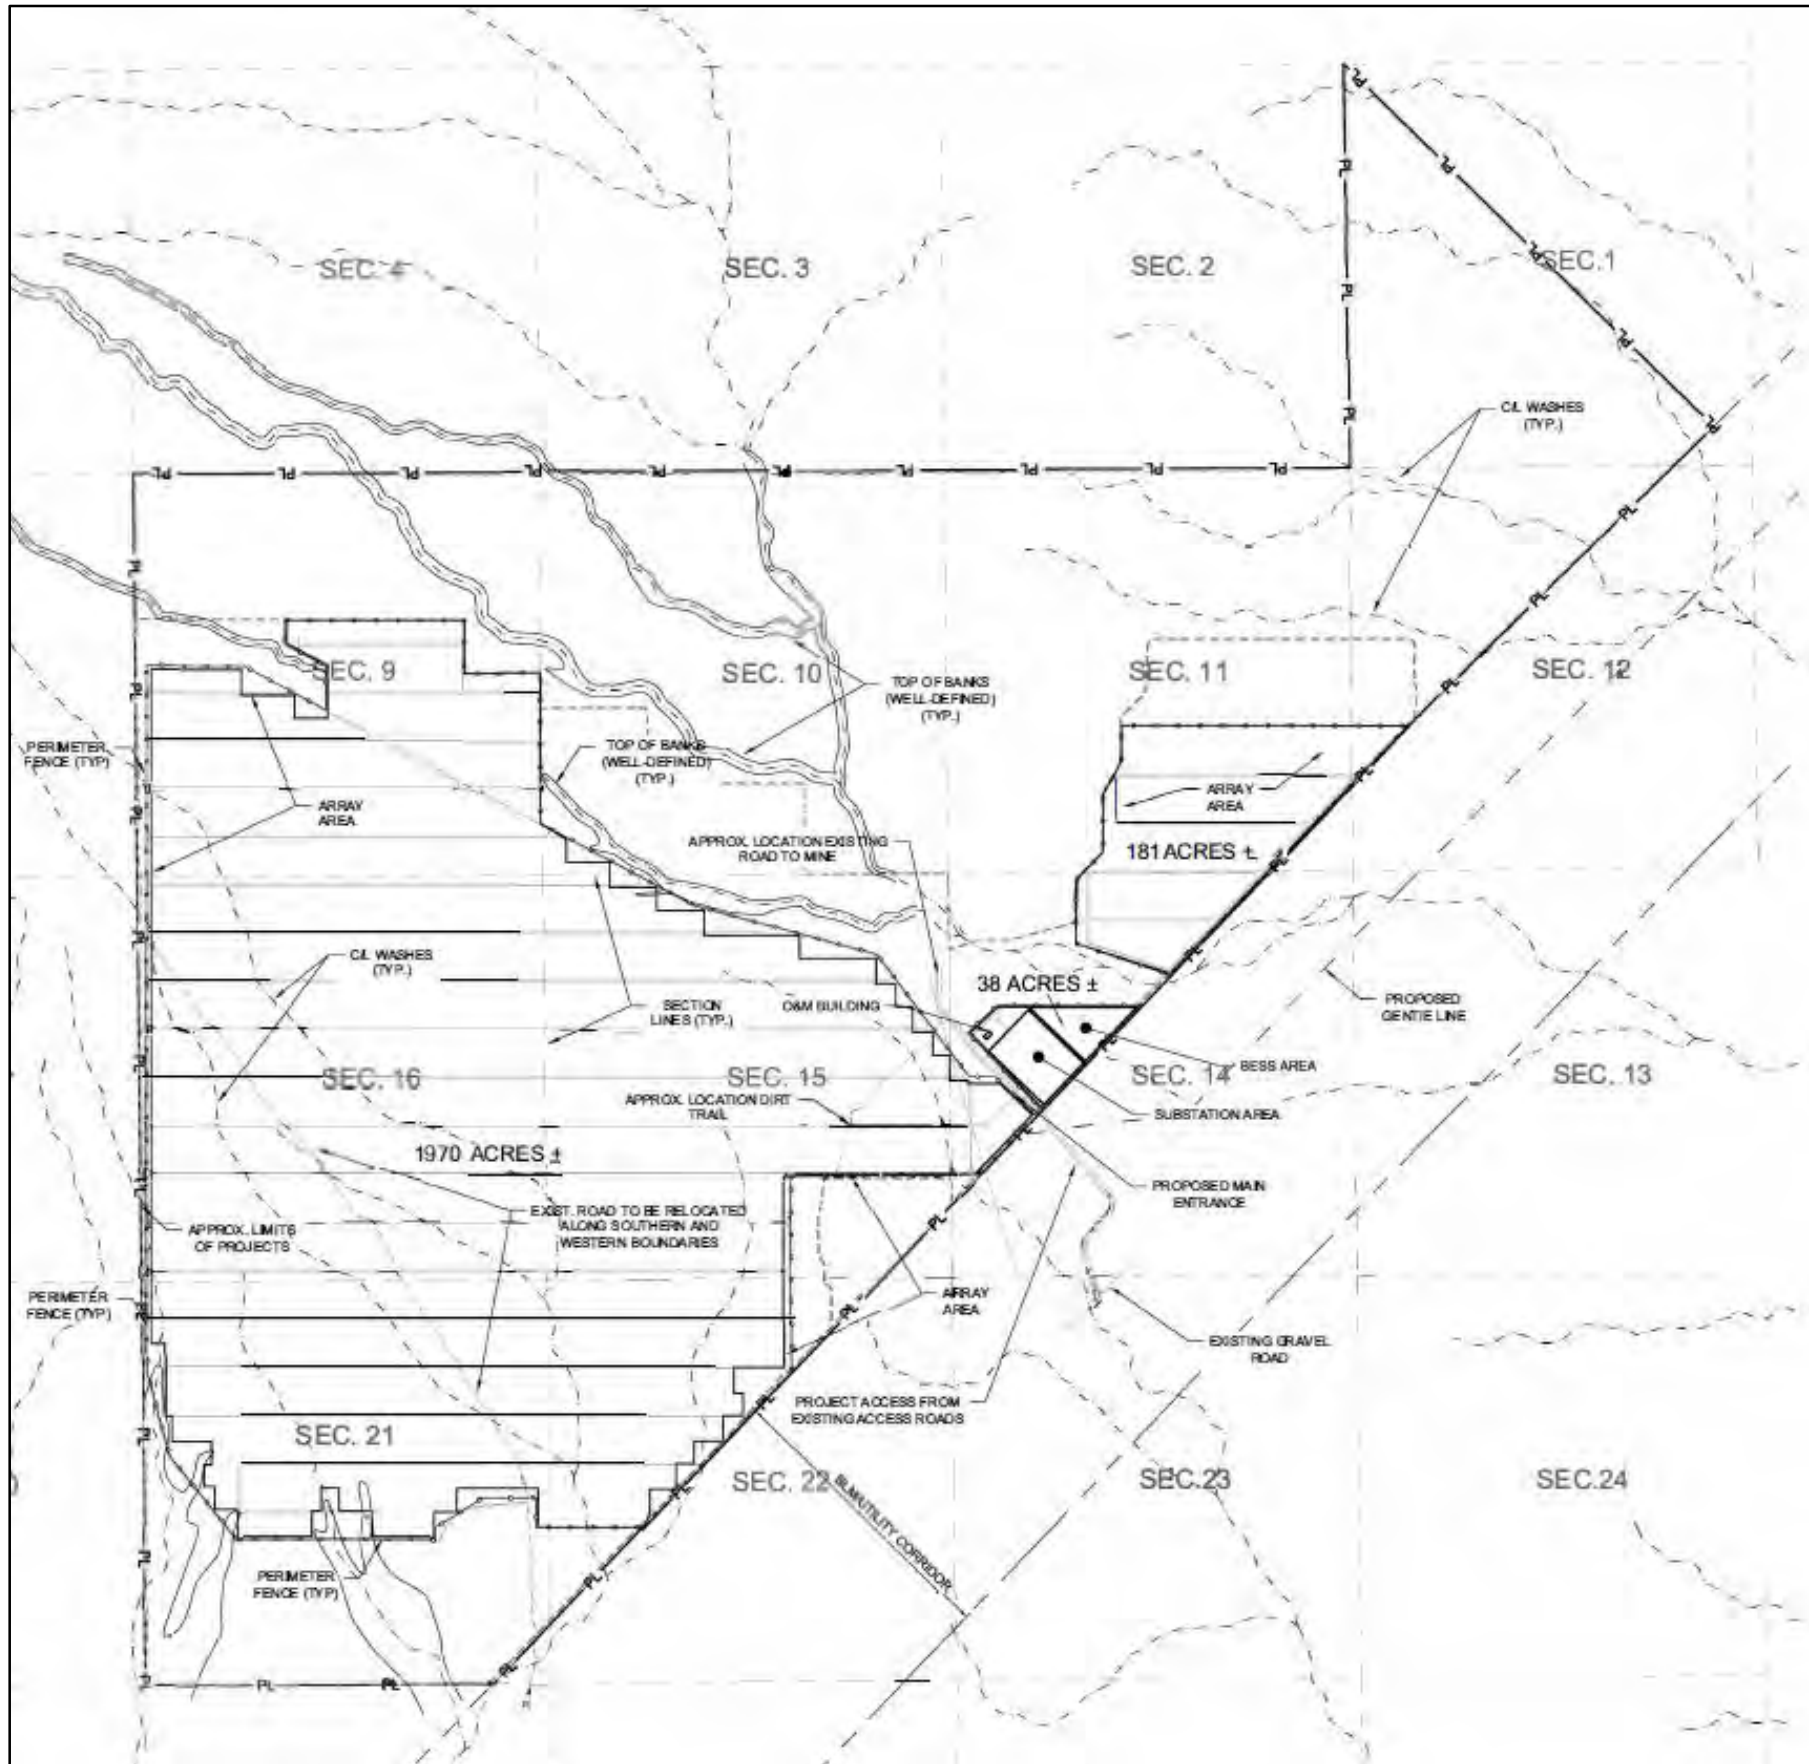 SEC. 4
SEC. 3
SEC. 2
SEC. 1
C/L WASHES
(TYP.)
SEC. 9
SEC. 10
SEC. 11
SEC. 12
TOP OF BANKS
(WELL-DEFINED)
(TYP.)
PERIMETER
FENCE (TYP)
TOP OF BANKS
(WELL-DEFINED)
(TYP.)
ARRAY
AREA
ARRAY
AREA
APPROX. LOCATION EXISTING
ROAD TO MINE
181 ACRES ±
C/L WASHES
(TYP.)
38 ACRES ±
SECTION
LINES (TYP.)
O&M BUILDING
PROPOSED
GENTIE LINE
SEC. 16
SEC. 15
SEC. 14
BESS AREA
SEC. 13
APPROX. LOCATION DIRT
TRAIL
SUBSTATION AREA
1970 ACRES ±
PROPOSED MAIN
ENTRANCE
APPROX. LIMITS
OF PROJECTS
EXIST. ROAD TO BE RELOCATED
ALONG SOUTHERN AND
WESTERN BOUNDARIES
PERIMETER
FENCE (TYP)
ARRAY
AREA
EXISTING GRAVEL
ROAD
PROJECT ACCESS FROM
EXISTING ACCESS ROADS
SEC. 21
SEC. 22
SEC.23
SEC.24
BLM/UTILITY CORRIDOR
PERIMETER
FENCE (TYP)
PL
PL
PL